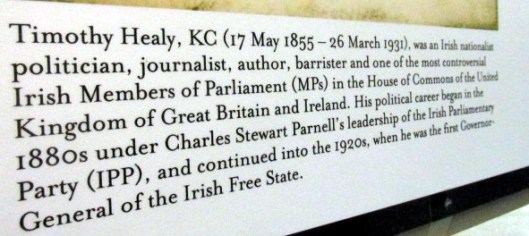 Timothy Healy, KC (17 May 1855 – 26 March 1931), was an Irish nationalist
politician, journalist, author, barrister and one of the most controversial
Irish Members of Parliament (MPs) in the House of Commons of the United
Kingdom of Great Britain and Ireland. His political career began in the
1880s under Charles Stewart Parnell's leadership of the Irish Parliamentary
Party (IPP), and continued into the 1920s, when he was the first Governor-
General of the Irish Free State.